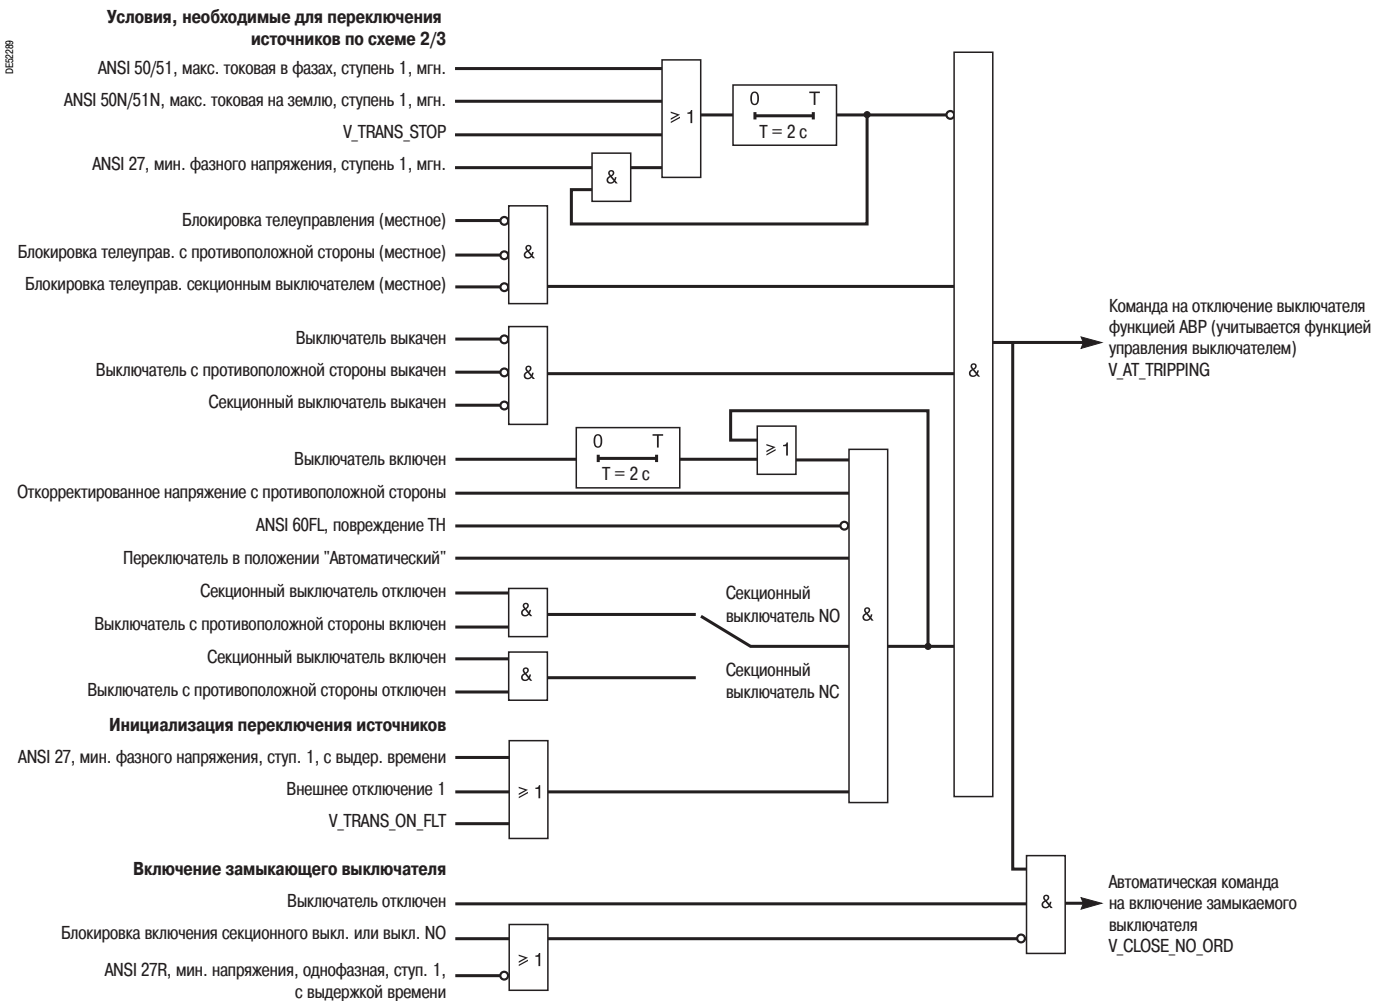 Условия, необходимые для переключения
источников по схеме 2/3
DE52289
ANSI 50/51, макс. токовая в фазах, ступень 1, мгн.
ANSI 50N/51N, макс. токовая на землю, ступень 1, мгн.
V_TRANS_STOP
ANSI 27, мин. фазного напряжения, ступень 1, мгн.
&
⩾ 1
0 T
T = 2 с
Блокировка телеуправления (местное)
Блокировка телеуправ. с противоположной стороны (местное)
Блокировка телеуправ. секционным выключателем (местное)
&
Выключатель выкачен
Выключатель с противоположной стороны выкачен
Секционный выключатель выкачен
&
&
Команда на отключение выключателя
функцией АВР (учитывается функцией
управления выключателем)
V_AT_TRIPPING
Выключатель включен
0 T
T = 2 с
⩾ 1
Откорректированное напряжение с противоположной стороны
ANSI 60FL, повреждение ТН
Переключатель в положении "Автоматический"
Секционный выключатель отключен
Выключатель с противоположной стороны включен
&
Секционный
выключатель NO
&
Секционный выключатель включен
Выключатель с противоположной стороны отключен
&
Секционный
выключатель NC
Инициализация переключения источников
ANSI 27, мин. фазного напряжения, ступ. 1, с выдер. времени
Внешнее отключение 1
V_TRANS_ON_FLT
⩾ 1
Включение замыкающего выключателя
Выключатель отключен
Блокировка включения секционного выкл. или выкл. NO
ANSI 27R, мин. напряжения, однофазная, ступ. 1,
с выдержкой времени
⩾ 1
&
Автоматическая команда
на включение замыкаемого
выключателя
V_CLOSE_NO_ORD